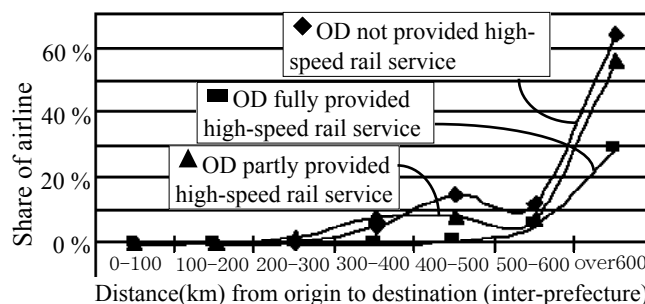 60 %
40 %
20 %
0 %
Share of airline
OD not provided high-
speed rail service
OD fully provided
high-speed rail service
OD partly provided
high-speed rail service
0-100 100-200 200-300 300-400 400-500 500-600 over600
Distance(km) from origin to destination (inter-prefecture)